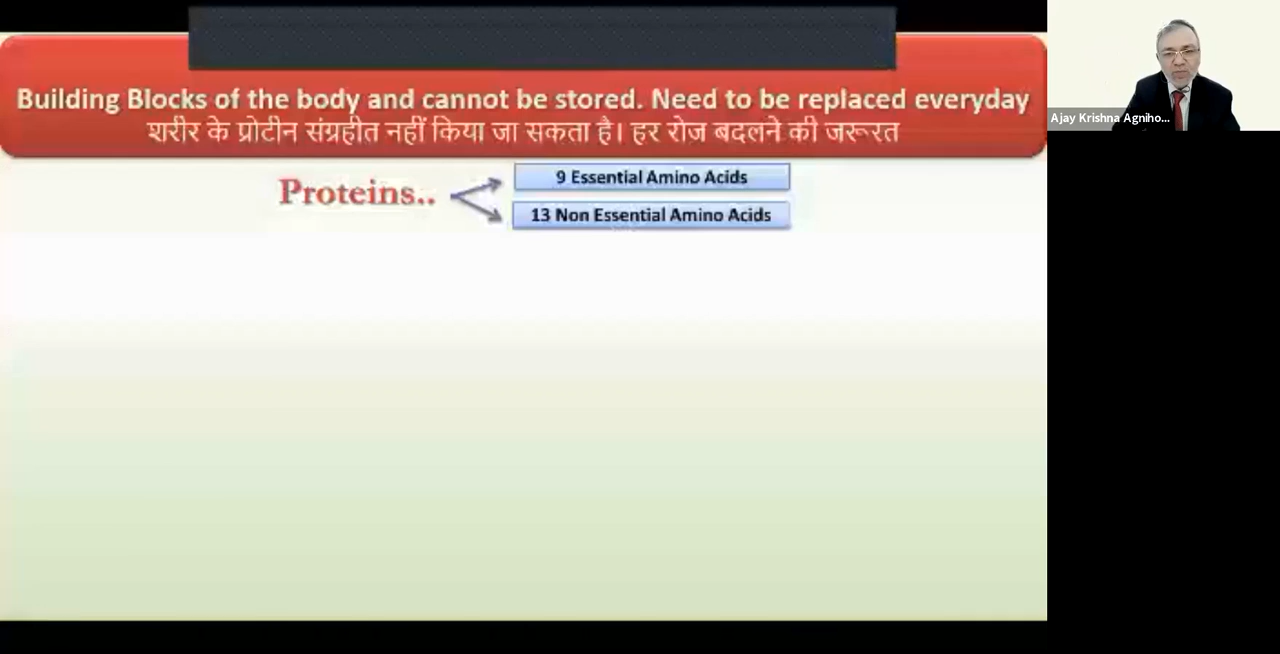 Building Blocks of the body and cannot be stored. Need to be replaced everyday
शरीर के प्रोटीन संग्रहीत नहीं किया जा सकता है। हर रोज बदलने की जरूरत
Proteins..
9 Essential Amino Acids
13 Non Essential Amino Acids
Ajay Krishna Agniho...